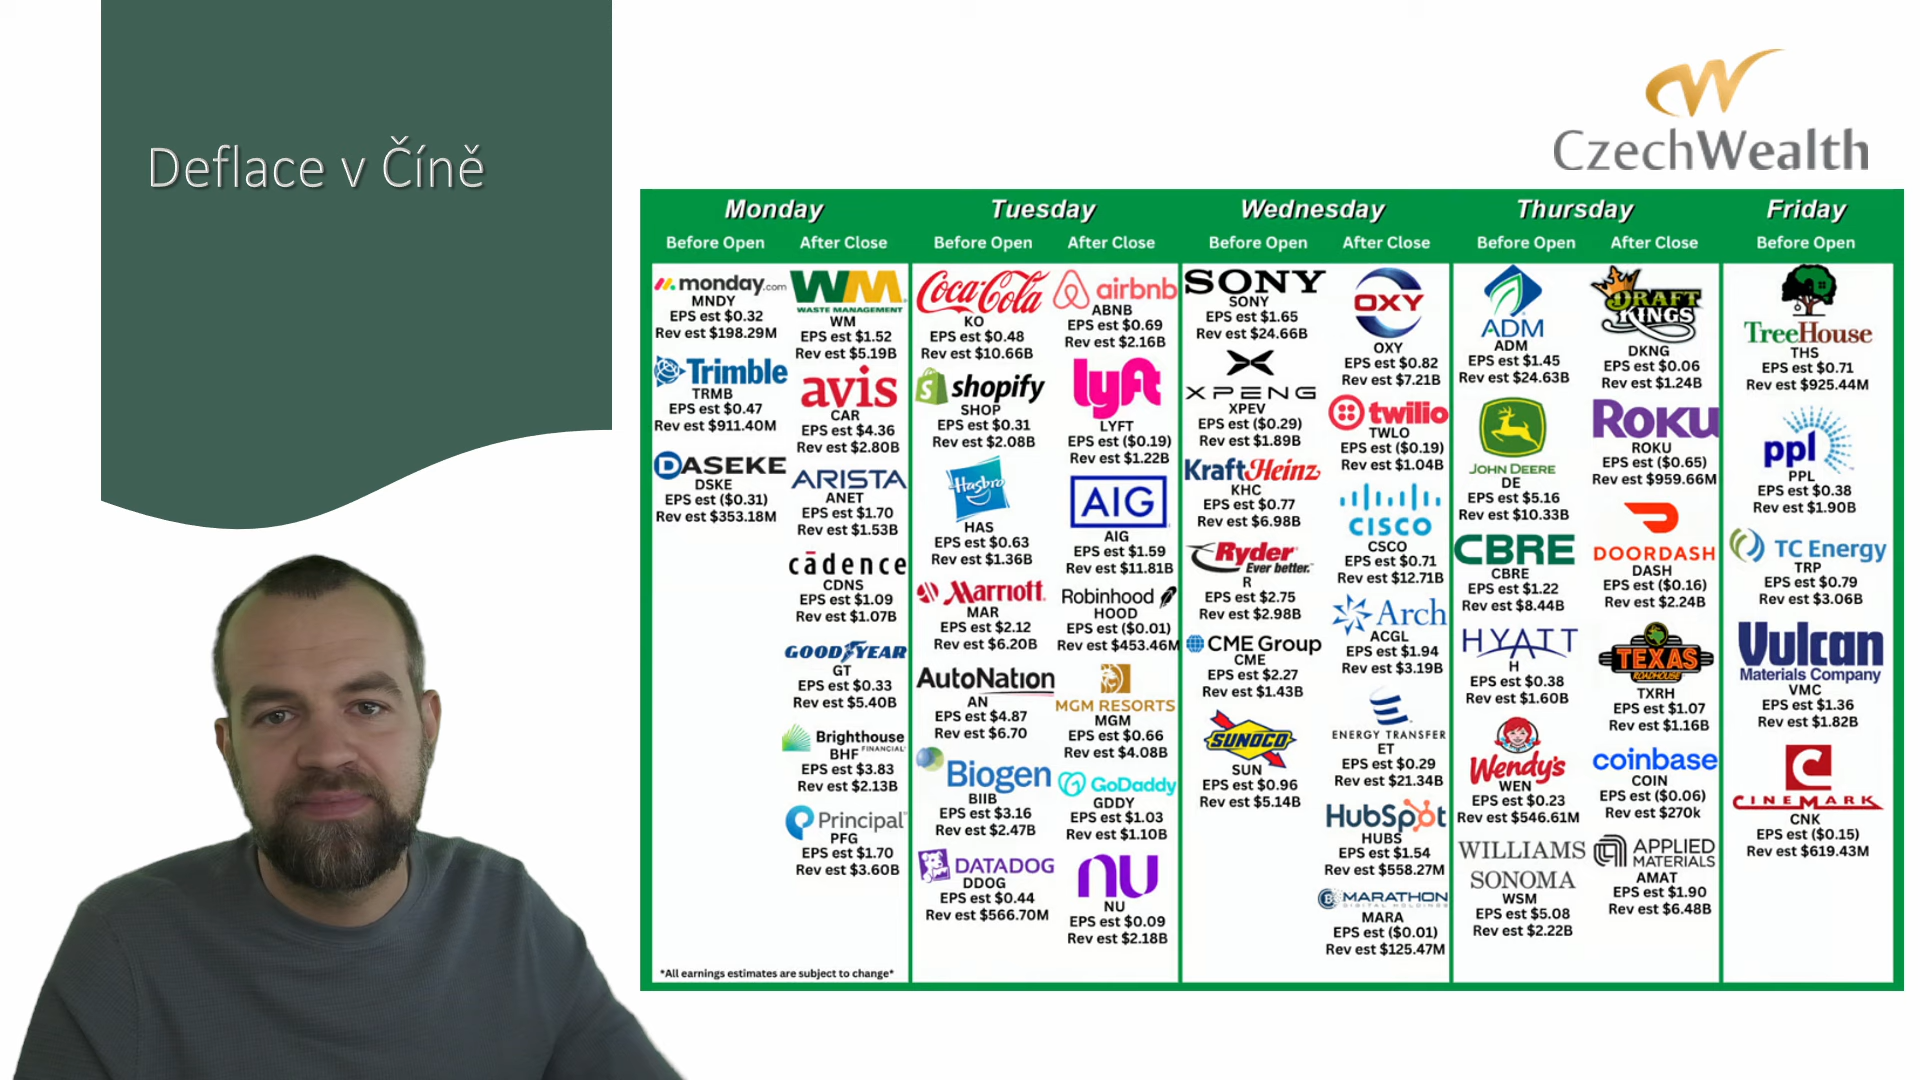 Deflace v Číně
CzechWealth
Monday
Before Open
After Close
monday.com
MNDY
EPS est $0.32
Rev est $198.29M
Trimble
TRMB
EPS est $0.47
Rev est $911.40M
DASEKE
DSKE
EPS est ($0.31)
Rev est $353.18M
*All earnings estimates are subject to change*
WM
WASTE MANAGEMENT
WM
EPS est $1.52
Rev est $5.19B
avis
CAR
EPS est $4.36
Rev est $2.80B
ARISTA
ANET
EPS est $1.70
Rev est $1.53B
cādence
CDNS
EPS est $1.09
Rev est $1.07B
GOODYEAR
GT
EPS est $0.33
Rev est $5.40B
Brighthouse
FINANCIAL
BHF
EPS est $3.83
Rev est $2.13B
Principal
PFG
EPS est $1.70
Rev est $3.60B
Tuesday
Before Open
After Close
Coca-Cola
KO
EPS est $0.48
Rev est $10.66B
shopify
SHOP
EPS est $0.31
Rev est $2.08B
Hasbro
HAS
EPS est $0.63
Rev est $1.36B
Marriott
MAR
EPS est $2.12
Rev est $6.20B
AutoNation
AN
EPS est $4.87
Rev est $6.70
Biogen
BIIB
EPS est $3.16
Rev est $2.47B
DATADOG
DDOG
EPS est $0.44
Rev est $566.70M
airbnb
ABNB
EPS est $0.69
Rev est $2.16B
lyft
LYFT
EPS est ($0.19)
Rev est $1.22B
AIG
AIG
EPS est $1.59
Rev est $11.81B
Robinhood
HOOD
EPS est ($0.01)
Rev est $453.46M
MGM RESORTS
MGM
EPS est $0.66
Rev est $4.08B
GoDaddy
GDDY
EPS est $1.03
Rev est $1.10B
nu
NU
EPS est $0.09
Rev est $2.18B
Wednesday
Before Open
After Close
SONY
SONY
EPS est $1.65
Rev est $24.66B
XPENG
XPEV
EPS est ($0.29)
Rev est $1.89B
KraftHeinz
KHC
EPS est $0.77
Rev est $6.98B
Ryder
Ever better.
R
EPS est $2.75
Rev est $2.98B
CME Group
CME
EPS est $2.27
Rev est $1.43B
SUNOCO
SUN
EPS est $0.96
Rev est $5.14B
OXY
OXY
EPS est $0.82
Rev est $7.21B
twilio
TWLO
EPS est ($0.19)
Rev est $1.04B
CISCO
CSCO
EPS est $0.71
Rev est $12.71B
Arch
ACGL
EPS est $1.94
Rev est $3.19B
ENERGY TRANSFER
ET
EPS est $0.29
Rev est $21.34B
HubSpot
HUBS
EPS est $1.54
Rev est $558.27M
MARATHON
DIGITAL HOLDINGS
MARA
EPS est ($0.01)
Rev est $125.47M
Thursday
Before Open
After Close
ADM
ADM
EPS est $1.45
Rev est $24.63B
JOHN DEERE
DE
EPS est $5.16
Rev est $10.33B
CBRE
CBRE
EPS est $1.22
Rev est $8.44B
HYATT
H
EPS est $0.38
Rev est $1.60B
Wendy's
WEN
EPS est $0.23
Rev est $546.61M
WILLIAMS
SONOMA
WSM
EPS est $5.08
Rev est $2.22B
DRAFT
KINGS
DKNG
EPS est $0.06
Rev est $1.24B
ROKU
ROKU
EPS est ($0.65)
Rev est $959.66M
DOORDASH
DASH
EPS est ($0.16)
Rev est $2.24B
TEXAS
ROADHOUSE
TXRH
EPS est $1.07
Rev est $1.16B
coinbase
COIN
EPS est ($0.06)
Rev est $270k
APPLIED
MATERIALS
AMAT
EPS est $1.90
Rev est $6.48B
Friday
Before Open
TreeHouse
THS
EPS est $0.71
Rev est $925.44M
ppl
PPL
EPS est $0.38
Rev est $1.90B
TC Energy
TRP
EPS est $0.79
Rev est $3.06B
Vulcan
Materials Company
VMC
EPS est $1.36
Rev est $1.82B
C
CINEMARK
CNK
EPS est ($0.15)
Rev est $619.43M